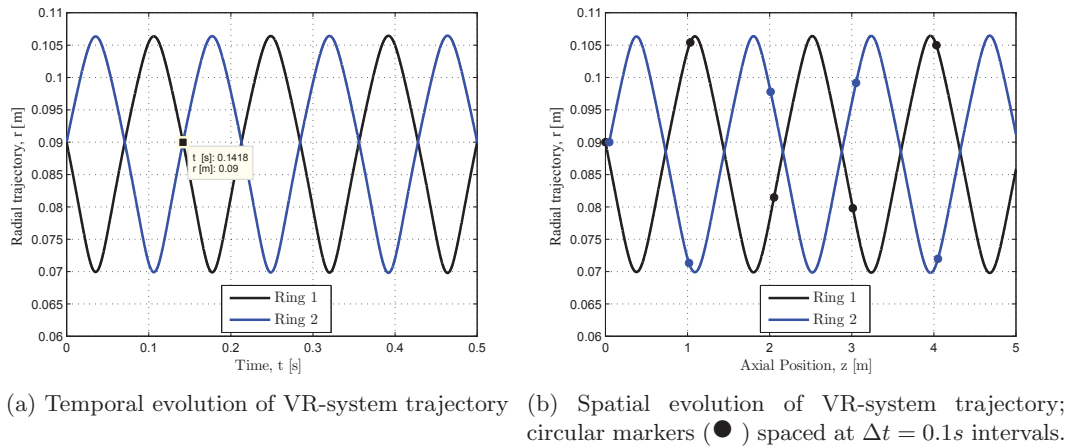 0.11
0.105
0.1
0.095
0.09
0.085
0.08
0.075
0.07
0.065
0.06
Radial trajectory, r [m]
t [s]: 0.1418
r [m]: 0.09
Ring 1
Ring 2
0 0.1 0.2 0.3 0.4 0.5
Time, t [s]
(a) Temporal evolution of VR-system trajectory
0.11
0.105
0.1
0.095
0.09
0.085
0.08
0.075
0.07
0.065
0.06
Radial trajectory, r [m]
Ring 1
Ring 2
0 1 2 3 4 5
Axial Position, z [m]
(b) Spatial evolution of VR-system trajectory;
circular markers (● ) spaced at Δt = 0.1s intervals.